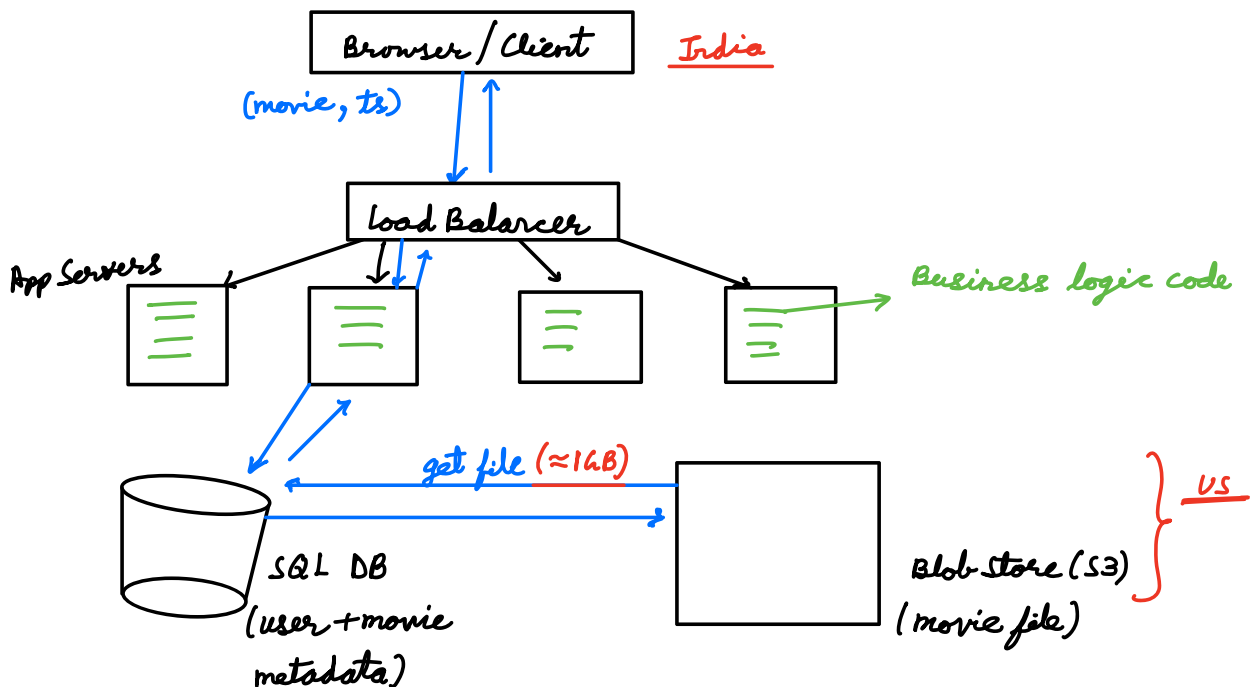 Browser/Client
India
(movie, ts)
Load Balancer
App Servers
Business logic code
get file (≈1GB)
US
SQL DB
(user+movie
metadata)
Blob Store (S3)
(movie file)